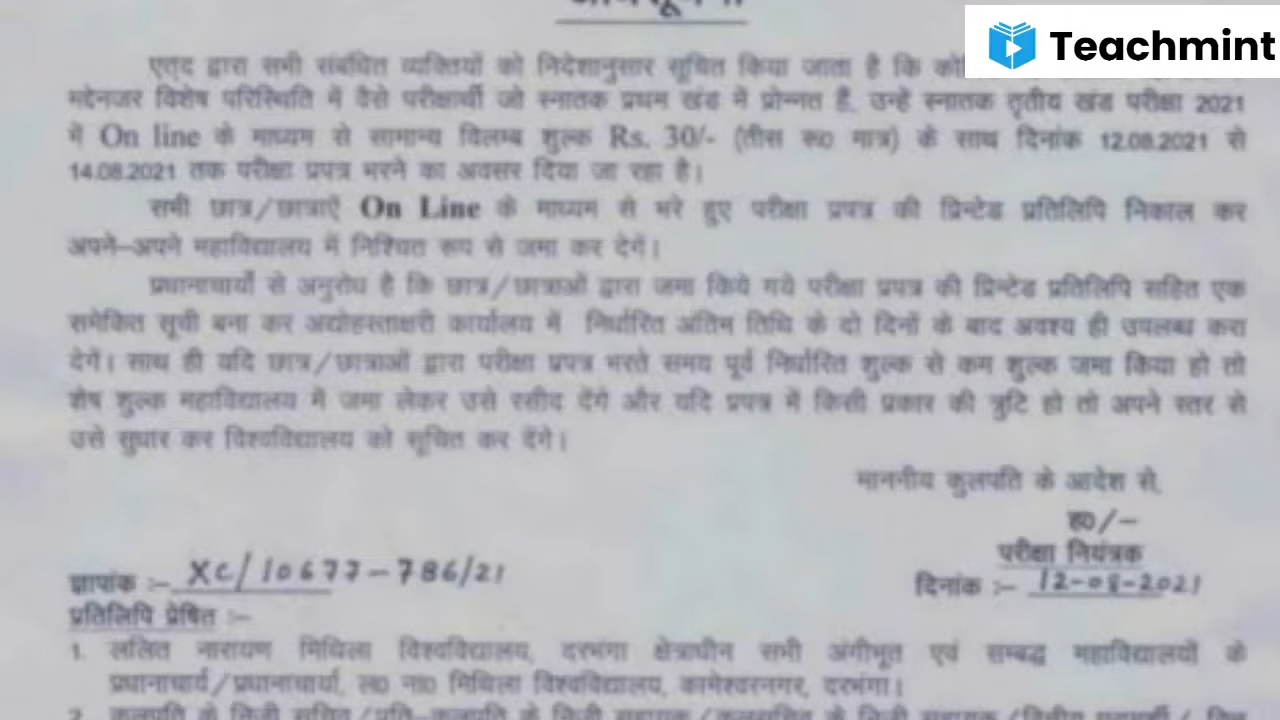 Teachmint
एतद् द्वारा सभी संबंधित व्यक्तियों को निदेशानुसार सूचित किया जाता है कि
मद्देनजर विशेष परिस्थिति में वैसे परीक्षार्थी जो स्नातक प्रथम खंड में प्रोन्नत हैं, उन्हें स्नातक तृतीय खंड परीक्षा 2021
में On line के माध्यम से सामान्य विलम्ब शुल्क Rs. 30/- (तीस रू० मात्र) के साथ दिनांक 12.08.2021 से
14.08.2021 तक परीक्षा प्रपत्र भरने का अवसर दिया जा रहा है।
सभी छात्र/छात्राऐं On Line के माध्यम से भरे हुए परीक्षा प्रपत्र की प्रिन्टेड प्रतिलिपि निकाल कर
अपने-अपने महाविद्यालय में निश्चित रूप से जमा कर देगें।
प्रधानाचार्यों से अनुरोध है कि छात्र/छात्राओं द्वारा जमा किये गये परीक्षा प्रपत्र की प्रिन्टेड प्रतिलिपि सहित एक
समेकित सूची बना कर अद्योहस्ताक्षरी कार्यालय में निर्धारित अंतिम तिथि के दो दिनों के बाद अवश्य ही उपलब्ध करा
देगें। साथ ही यदि छात्र/छात्राओं द्वारा परीक्षा प्रपत्र भरते समय पूर्व निर्धारित शुल्क से कम शुल्क जमा किया हो तो
शेष शुल्क महाविद्यालय में जमा लेकर उसे रसीद देंगे और यदि प्रपत्र में किसी प्रकार की त्रुटि हो तो अपने स्तर से
उसे सुधार कर विश्वविद्यालय को सूचित कर देंगे।
माननीय कुलपति के आदेश से,
ह०/-
परीक्षा नियंत्रक
ज्ञापांक :- XC/10677-786/21 दिनांक :- 12-08-2021
प्रतिलिपि प्रेषित :-
1. ललित नारायण मिथिला विश्वविद्यालय, दरभंगा क्षेत्राधीन सभी अंगीभूत एवं सम्बद्ध महाविद्यालयों के
प्रधानाचार्य/प्रधानाचार्या, ल० ना० मिथिला विश्वविद्यालय, कामेश्वरनगर, दरभंगा।